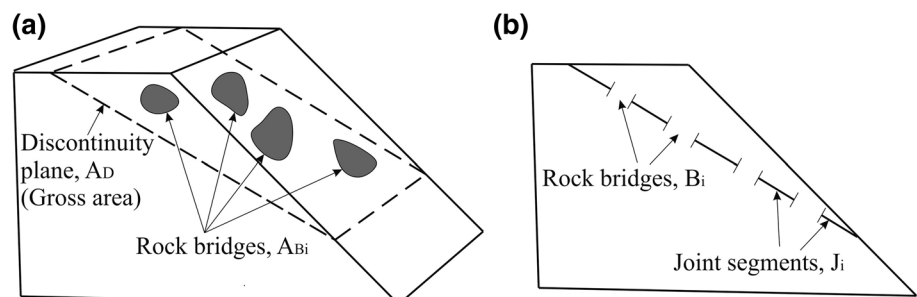 (a)
Discontinuity
plane, AD
(Gross area)
Rock bridges, ABi
(b)
Rock bridges, Bi
Joint segments, Ji